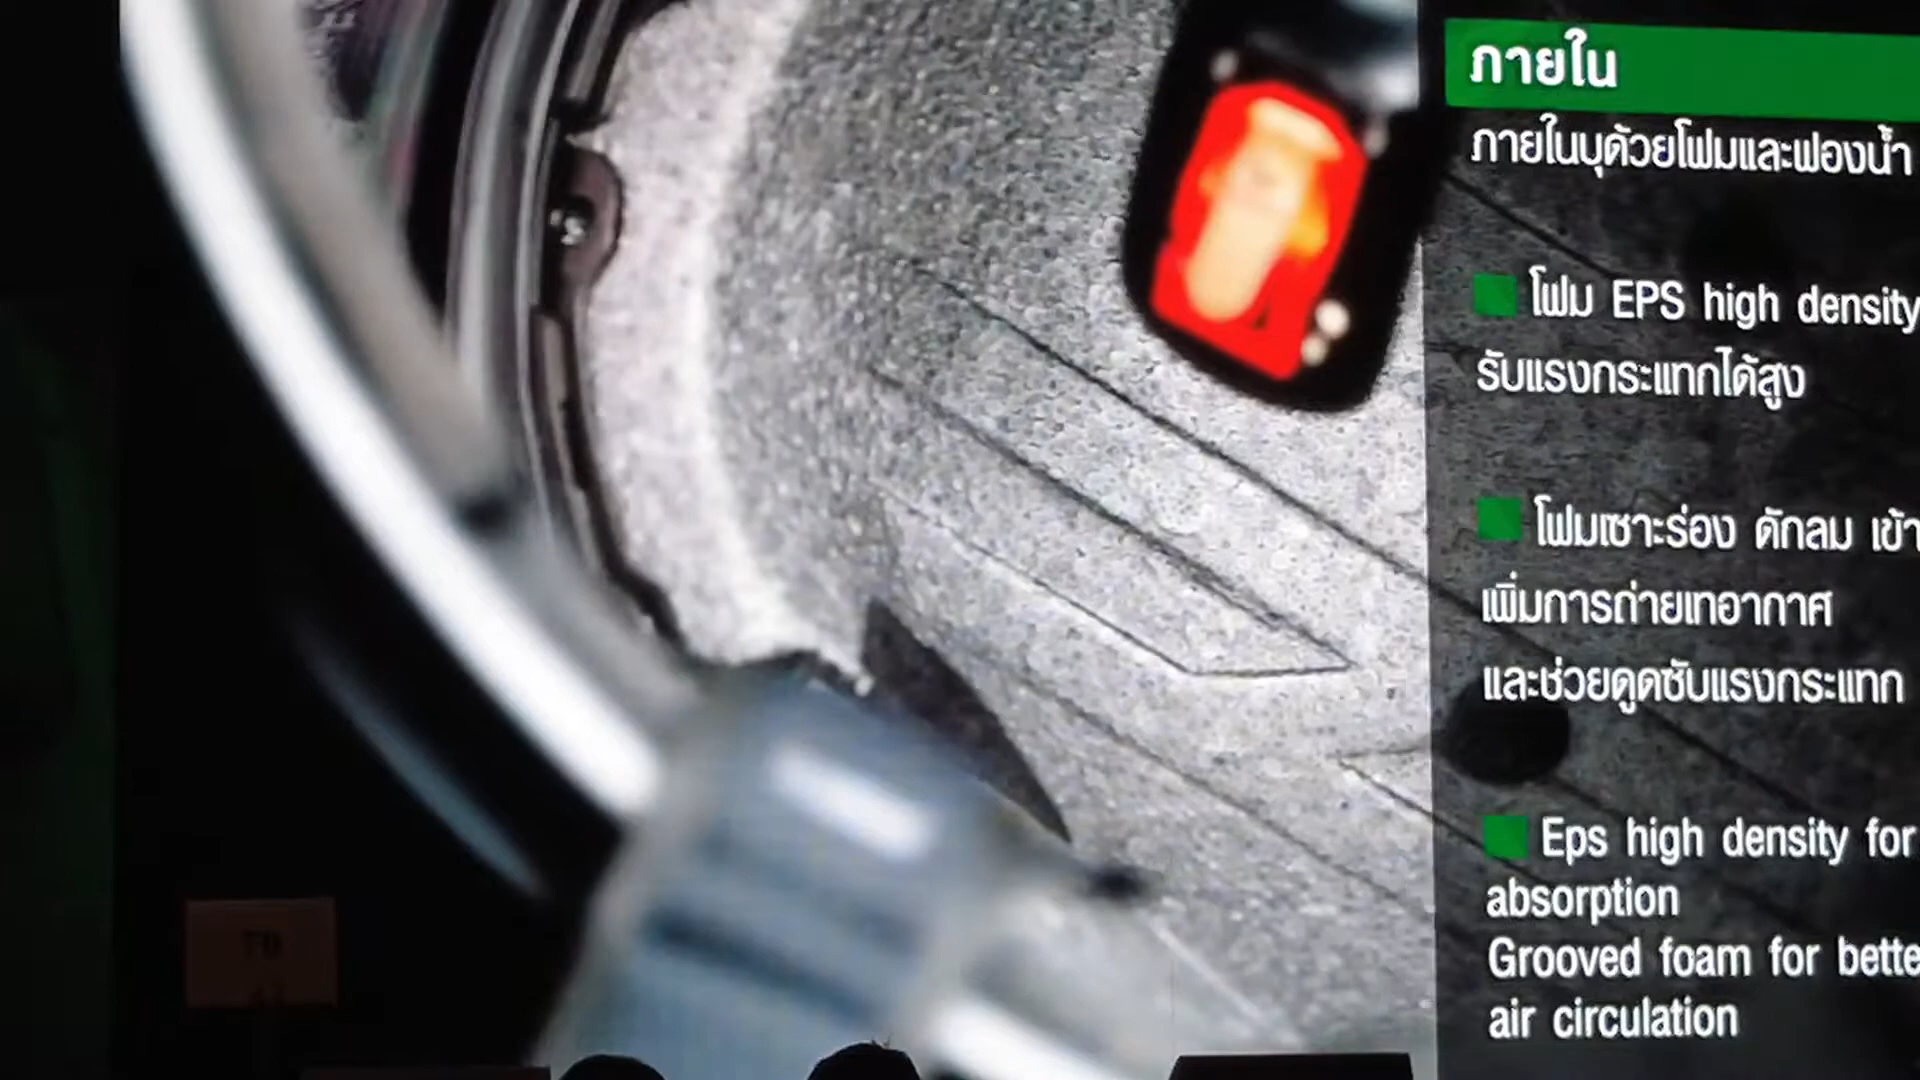 ภายใน
ภายในบุด้วยโฟมและฟองน้ำ
โฟม EPS high density
รับแรงกระแทกได้สูง
โฟมเซาะร่อง ดักลม เข้า
เพิ่มการถ่ายเทอากาศ
และช่วยดูดซับแรงกระแทก
Eps high density for
absorption
Grooved foam for bette
air circulation